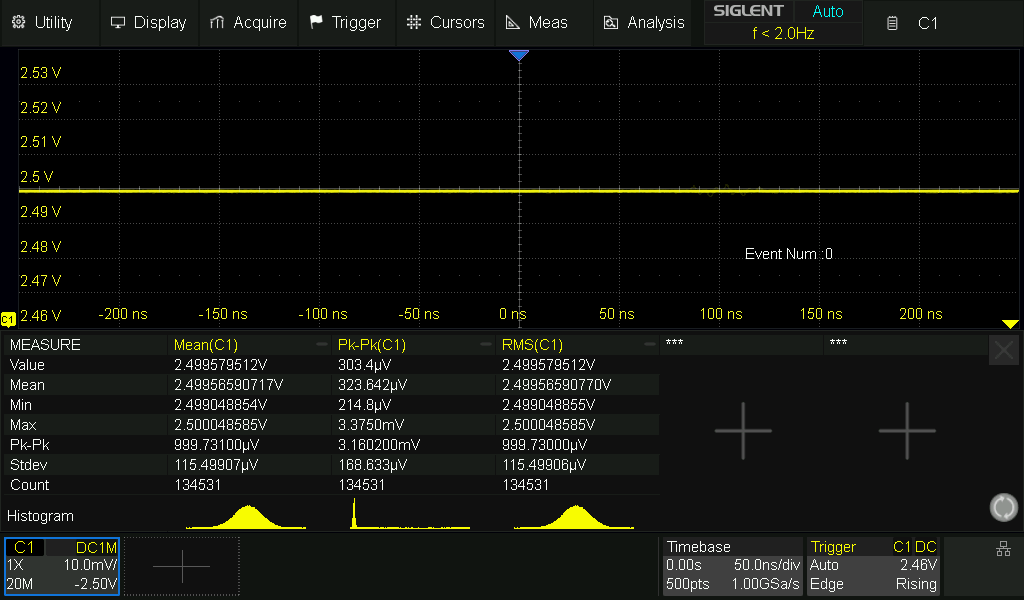 Utility Display Acquire Trigger Cursors Meas Analysis SIGLENT Auto C1
f < 2.0Hz
2.53 V
2.52 V
2.51 V
2.5 V
2.49 V
2.48 V
Event Num :0
2.47 V
C1 2.46 V -200 ns -150 ns -100 ns -50 ns 0 ns 50 ns 100 ns 150 ns 200 ns
MEASURE Mean(C1) Pk-Pk(C1) RMS(C1) *** ***
Value 2.499579512V 303.4µV 2.499579512V
Mean 2.49956590717V 323.642µV 2.49956590770V
Min 2.499048854V 214.8µV 2.499048855V
Max 2.500048585V 3.3750mV 2.500048585V
Pk-Pk 999.73100µV 3.160200mV 999.73000µV
Stdev 115.49907µV 168.633µV 115.49906µV
Count 134531 134531 134531
Histogram
C1 DC1M
1X 10.0mV/
20M -2.50V
Timebase
0.00s 50.0ns/div
500pts 1.00GSa/s
Trigger C1 DC
Auto 2.46V
Edge Rising